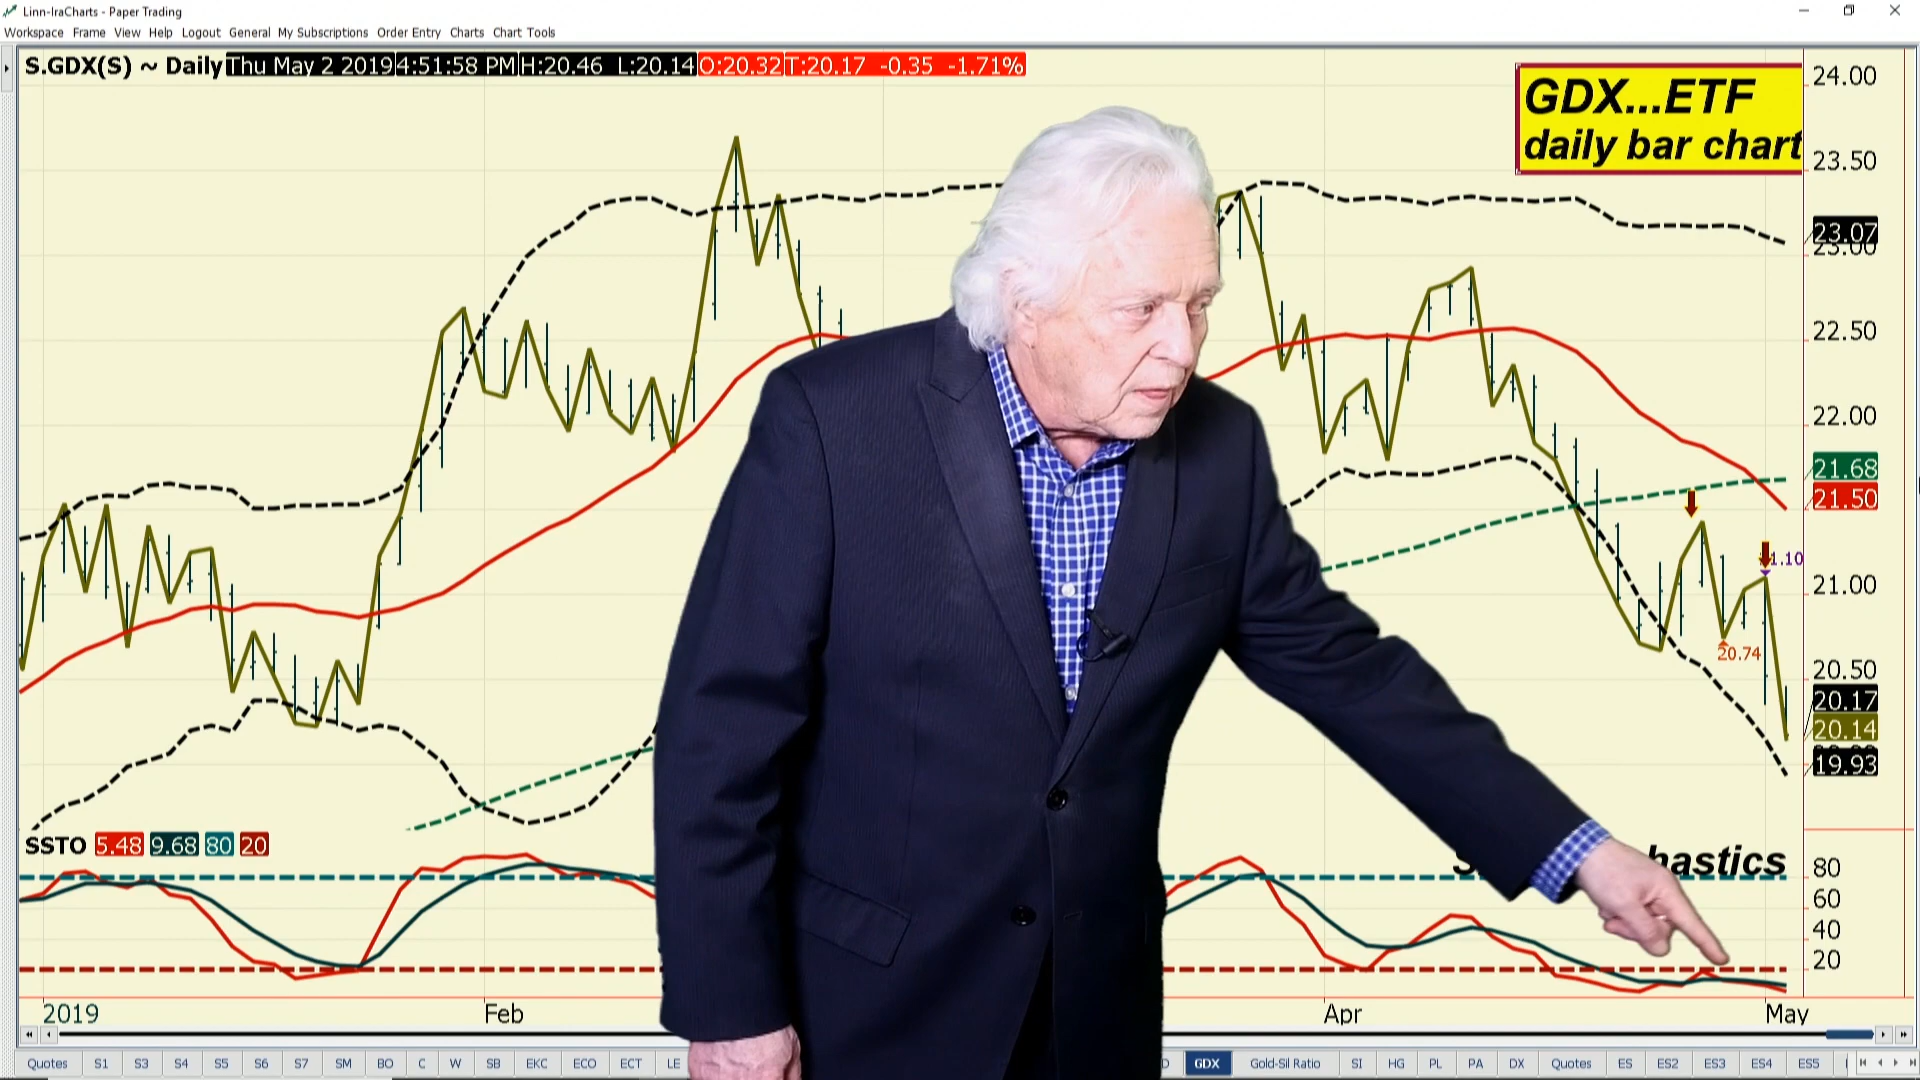 Linn-IraCharts - Paper Trading
Workspace Frame View Help Logout General My Subscriptions Order Entry Charts Chart Tools
S.GDX(S) ~ Daily Thu May 2 2019 4:51:58 PM H:20.46 L:20.14 O:20.32 T:20.17 -0.35 -1.71%
GDX...ETF
daily bar chart
24.00
23.50
23.07
23.00
22.50
22.00
21.68
21.50
21.00
20.74
20.50
20.17
20.14
19.93
SSTO 5.48 9.68 80 20
80
60
40
20
2019 Feb Apr May
Quotes S1 S3 S4 S5 S6 S7 SM BO C W SB EKC ECO ECT LE GDX Gold-Sil Ratio SI HG PL PA DX Quotes ES ES2 ES3 ES4 ES5